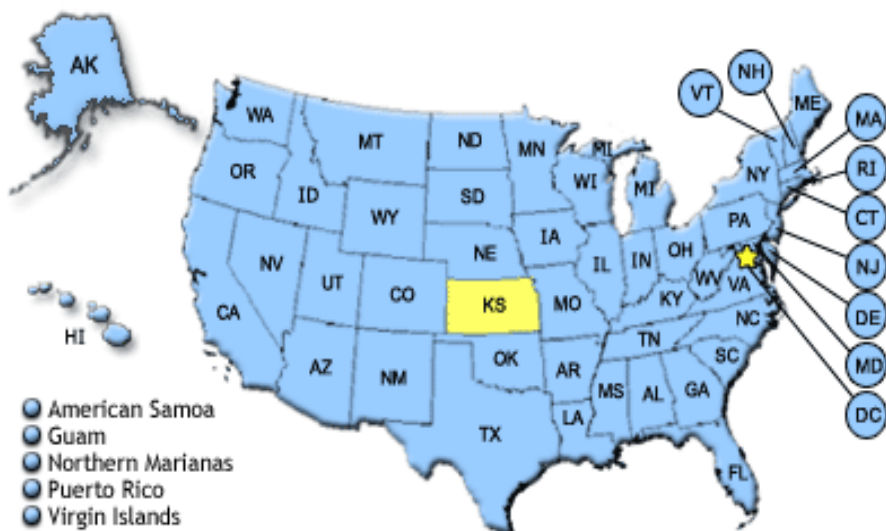 AK
VT
NH
ME
MA
WA
MT
ND
MN
MI
RI
OR
ID
SD
WI
MI
NY
CT
WY
PA
IA
NE
OH
NJ
NV
UT
IL
IN
WV
VA
CA
CO
KS
MO
KY
DE
HI
NC
TN
OK
AZ
NM
AR
SC
MD
MS
AL
GA
DC
LA
TX
FL
American Samoa
Guam
Northern Marianas
Puerto Rico
Virgin Islands